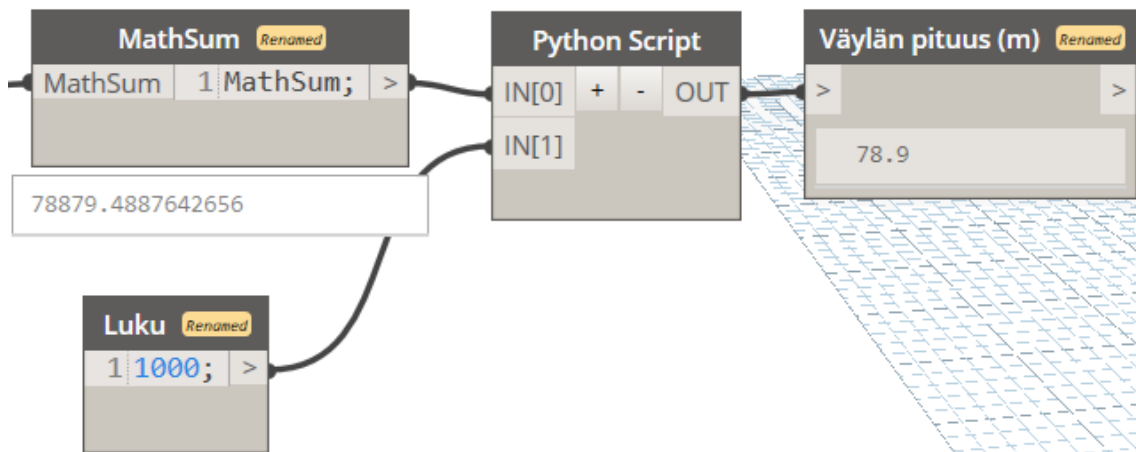 MathSum Renamed
MathSum 1 MathSum; >
78879.4887642656
Luku Renamed
1 1000; >
Python Script
IN[0] + - OUT
IN[1]
Väylän pituus (m) Renamed
> >
78.9